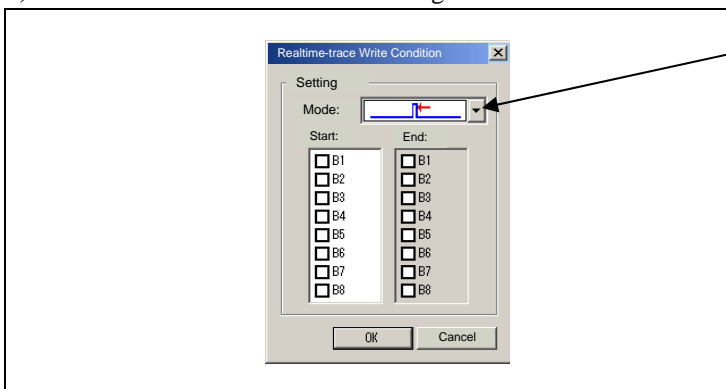 Realtime-trace Write Condition
Setting
Mode:
Start: End:
B1 B1
B2 B2
B3 B3
B4 B4
B5 B5
B6 B6
B7 B7
B8 B8
OK Cancel